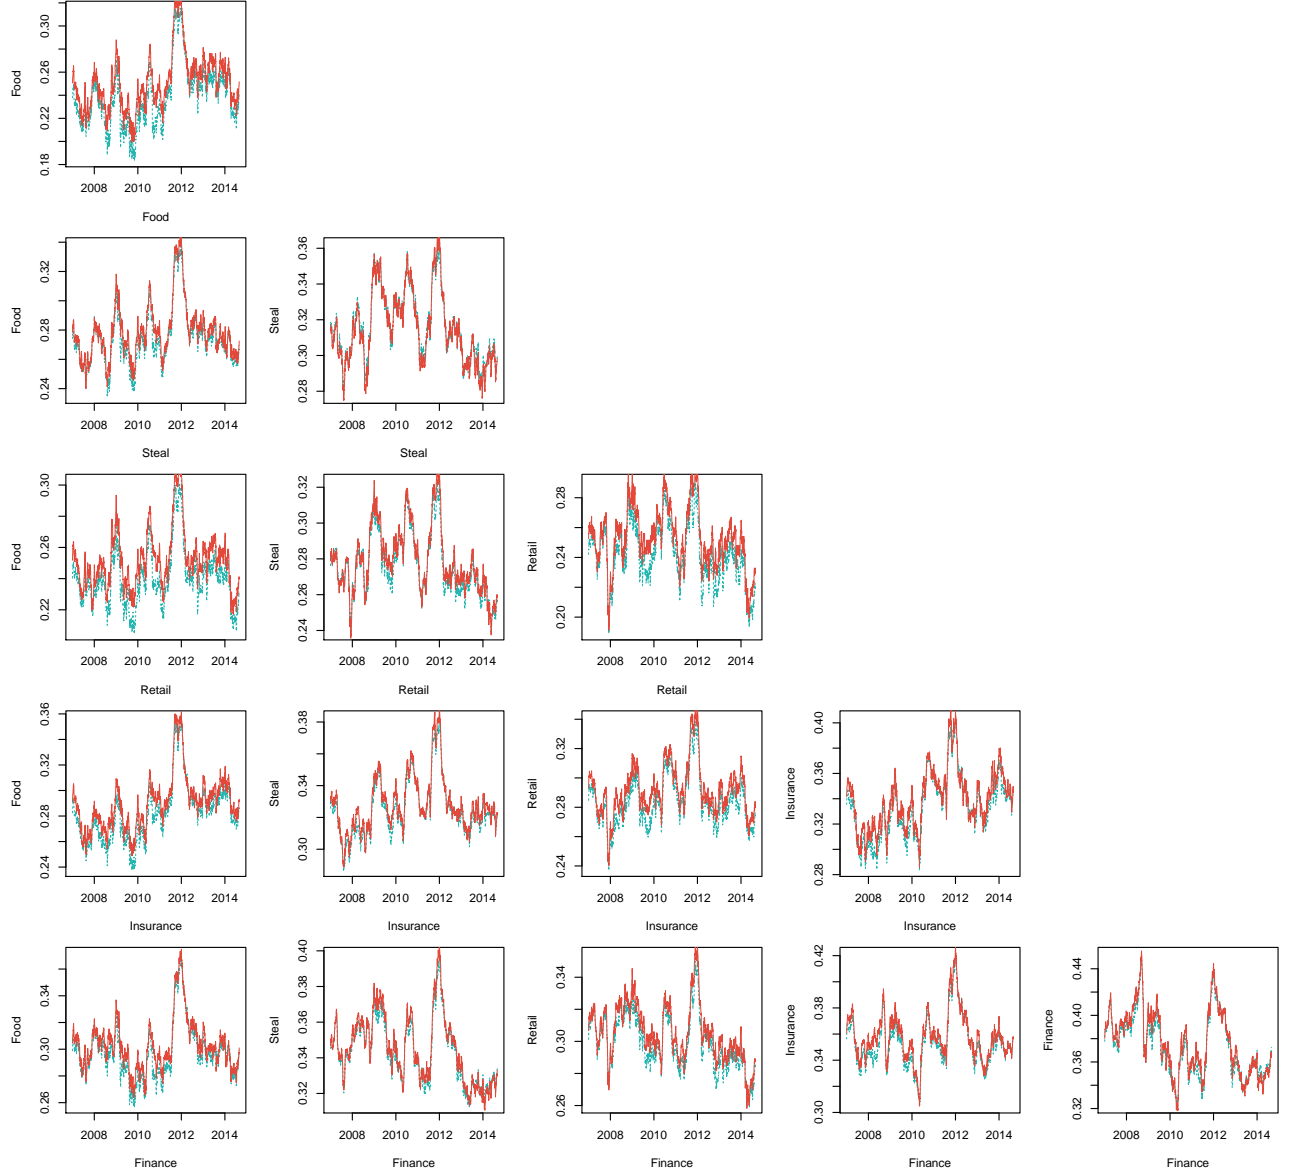 Food
0.18 0.22 0.26 0.30
2008 2010 2012 2014
Food
Food
0.24 0.28 0.32
2008 2010 2012 2014
Steal
Steal
0.28 0.30 0.32 0.34 0.36
2008 2010 2012 2014
Steal
Food
0.22 0.26 0.30
2008 2010 2012 2014
Retail
Steal
0.24 0.26 0.28 0.30 0.32
2008 2010 2012 2014
Retail
Retail
0.20 0.24 0.28
2008 2010 2012 2014
Retail
Food
0.24 0.28 0.32 0.36
2008 2010 2012 2014
Insurance
Steal
0.30 0.34 0.38
2008 2010 2012 2014
Insurance
Retail
0.24 0.28 0.32
2008 2010 2012 2014
Insurance
Insurance
0.28 0.32 0.36 0.40
2008 2010 2012 2014
Insurance
Food
0.26 0.30 0.34
2008 2010 2012 2014
Finance
Steal
0.32 0.34 0.36 0.38 0.40
2008 2010 2012 2014
Finance
Retail
0.26 0.30 0.34
2008 2010 2012 2014
Finance
Insurance
0.30 0.34 0.38 0.42
2008 2010 2012 2014
Finance
Finance
0.32 0.36 0.40 0.44
2008 2010 2012 2014
Finance